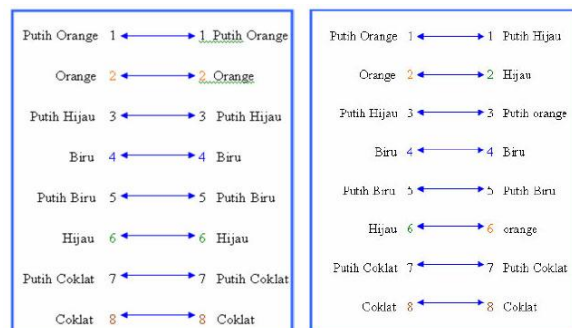 Putih Orange 1 1 Putih Orange
Orange 2 2 Orange
Putih Hijau 3 3 Putih Hijau
Biru 4 4 Biru
Putih Biru 5 5 Putih Biru
Hijau 6 6 Hijau
Putih Coklat 7 7 Putih Coklat
Coklat 8 8 Coklat
Putih Orange 1 1 Putih Hijau
Orange 2 2 Hijau
Putih Hijau 3 3 Putih orange
Biru 4 4 Biru
Putih Biru 5 5 Putih Biru
Hijau 6 6 orange
Putih Coklat 7 7 Putih Coklat
Coklat 8 8 Coklat